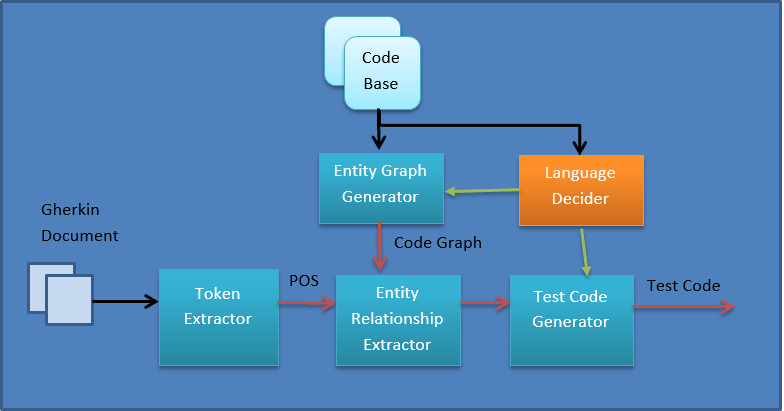 Code
Base
Entity Graph
Generator
Language
Decider
Gherkin
Document
Code Graph
Token
Extractor
POS
Entity
Relationship
Extractor
Test Code
Generator
Test Code